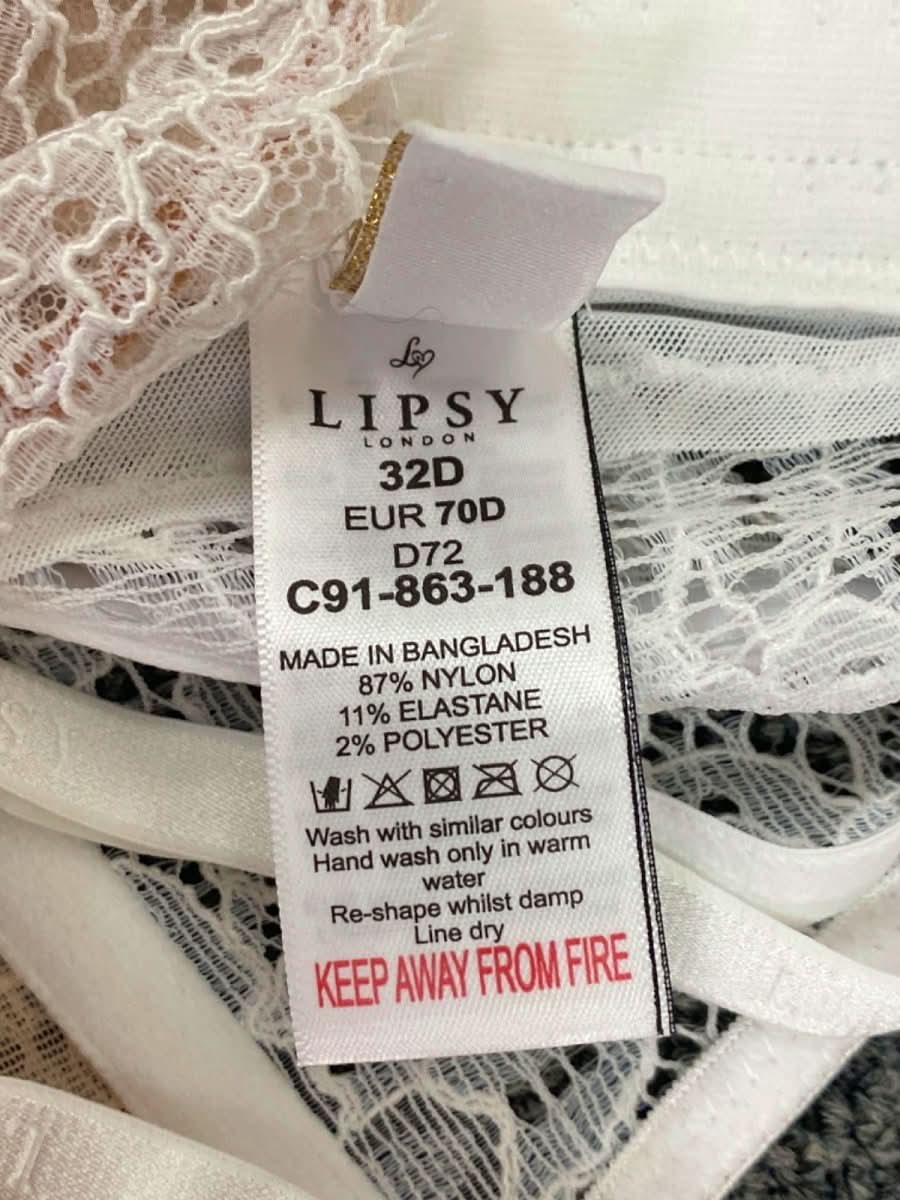 LIPSY
LONDON
32D
EUR 70D
D72
C91-863-188
MADE IN BANGLADESH
87% NYLON
11% ELASTANE
2% POLYESTER
Wash with similar colours
Hand wash only in warm
water
Re-shape whilst damp
Line dry
KEEP AWAY FROM FIRE